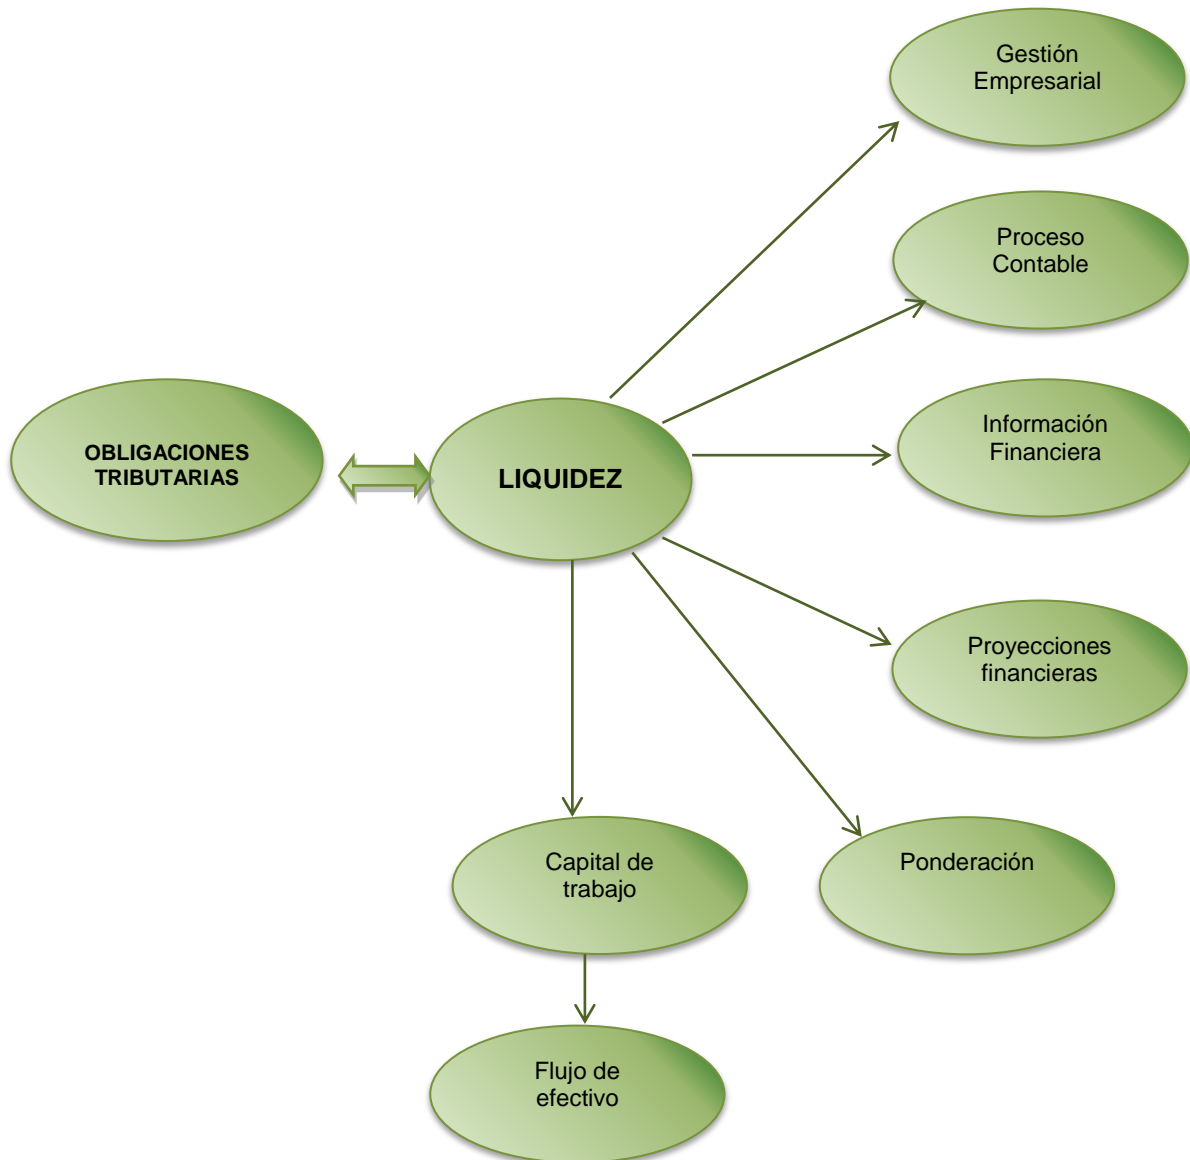 Gestión
Empresarial
Proceso
Contable
Información
Financiera
OBLIGACIONES
TRIBUTARIAS
LIQUIDEZ
Proyecciones
financieras
Capital de
trabajo
Ponderación
Flujo de
efectivo